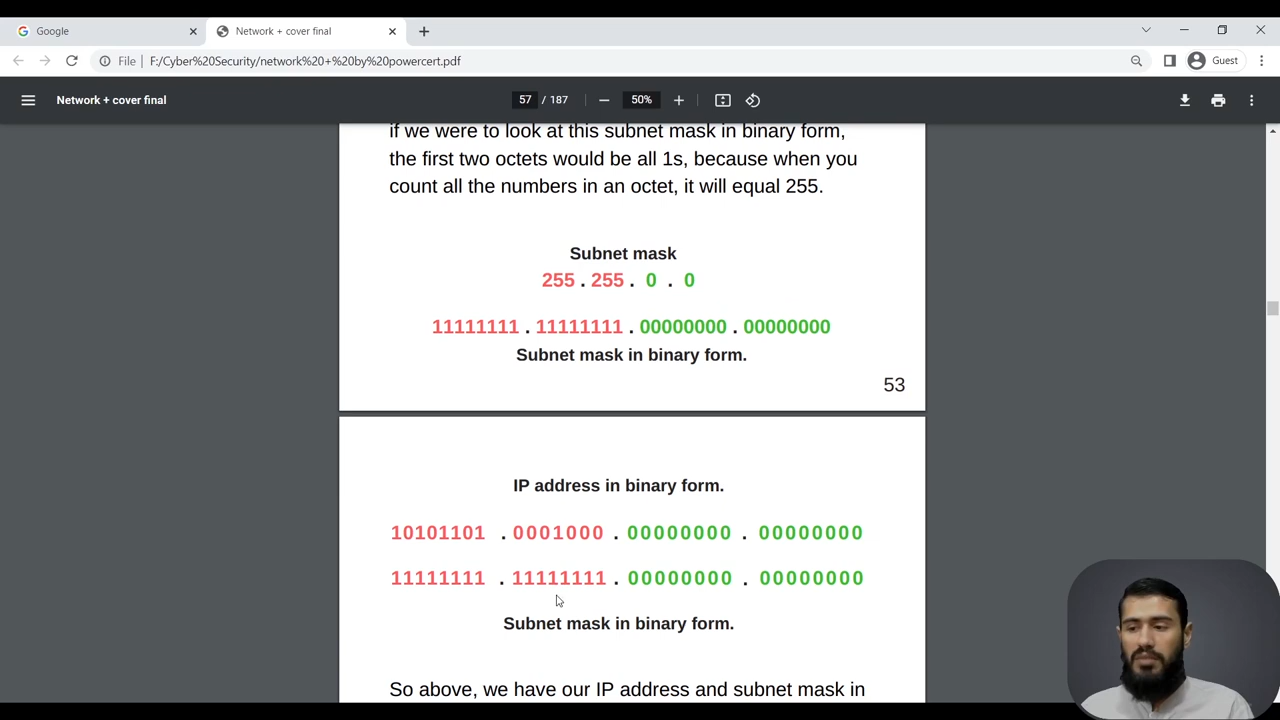 Google
Network + cover final
File
F:/Cyber%20Security/network%20+%20by%20powercert.pdf
Guest
Network + cover final
57 / 187
50%
if we were to look at this subnet mask in binary form,
the first two octets would be all 1s, because when you
count all the numbers in an octet, it will equal 255.
Subnet mask
255 . 255 . 0 . 0
11111111 . 11111111 . 00000000 . 00000000
Subnet mask in binary form.
53
IP address in binary form.
10101101 . 0001000 . 00000000 . 00000000
11111111 . 11111111 . 00000000 . 00000000
Subnet mask in binary form.
So above, we have our IP address and subnet mask in